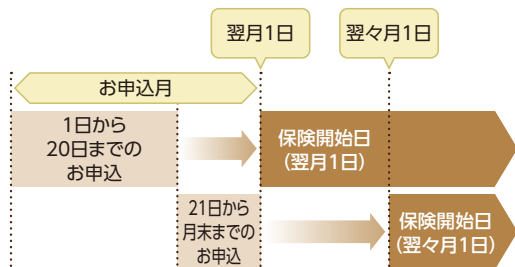 翌月1日
翌々月1日
お申込月
1日から
20日までの
お申込
保険開始日
(翌月1日)
21日から
月末までの
お申込
保険開始日
(翌々月1日)